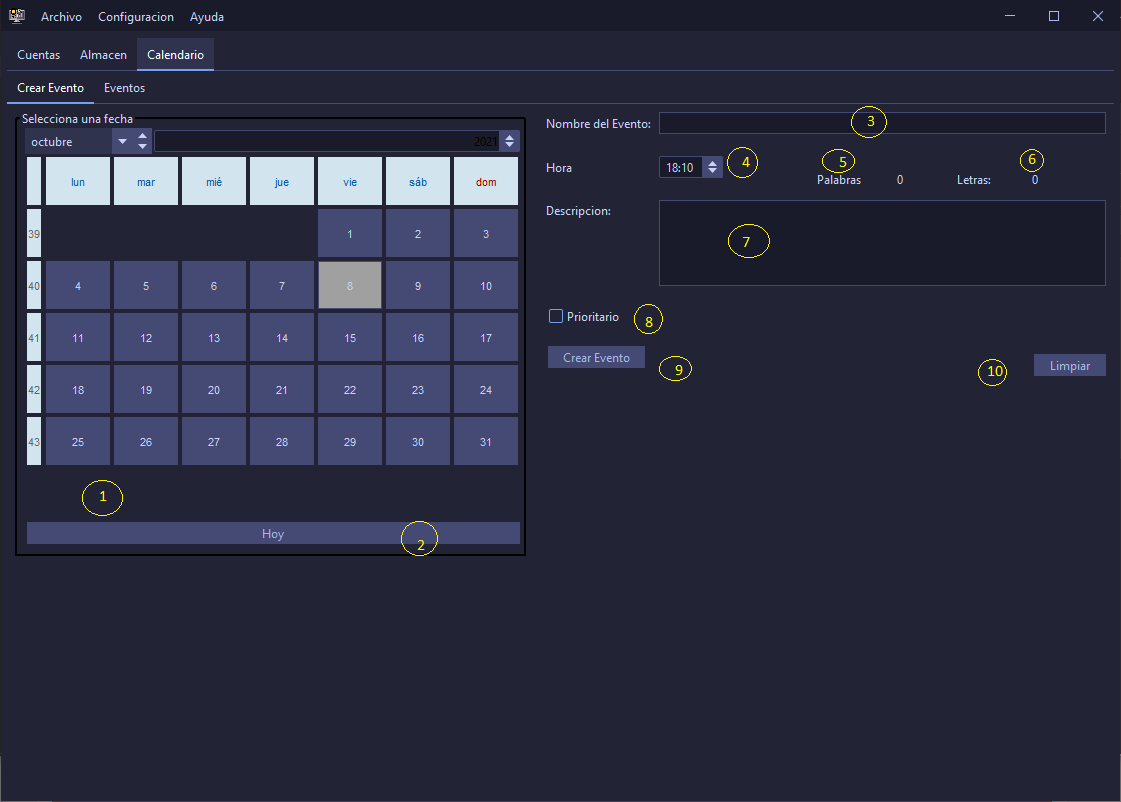 Archivo Configuracion Ayuda
Cuentas Almacen Calendario
Crear Evento Eventos
Selecciona una fecha
octubre 2021
lun mar mié jue vie sáb dom
39 1 2 3
40 4 5 6 7 8 9 10
41 11 12 13 14 15 16 17
42 18 19 20 21 22 23 24
43 25 26 27 28 29 30 31
1
Hoy
2
Nombre del Evento: 3
Hora 18:10 4 5 6
Palabras 0 Letras: 0
Descripcion:
7
Prioritario 8
Crear Evento 9 10 Limpiar